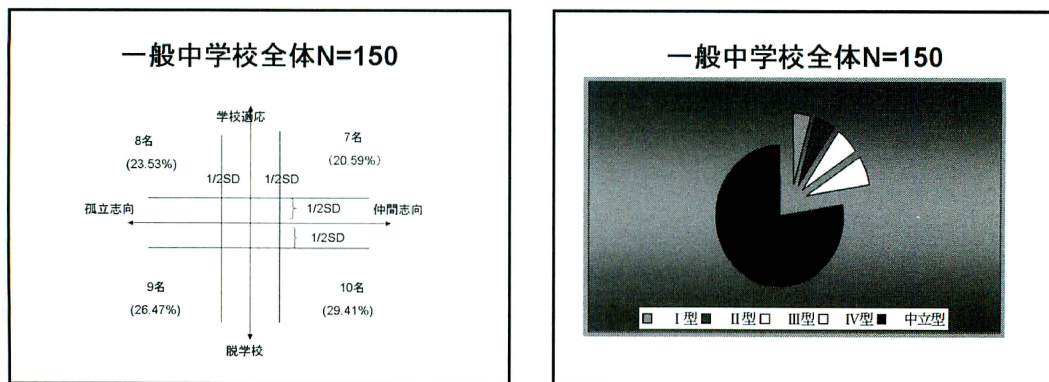 一般中学校全体N=150
学校適応
8名
(23.53%)
7名
(20.59%)
1/2SD
1/2SD
1/2SD
孤立志向
仲間志向
1/2SD
9名
(26.47%)
10名
(29.41%)
脱学校
一般中学校全体N=150
I型 II型 III型 IV型 中立型